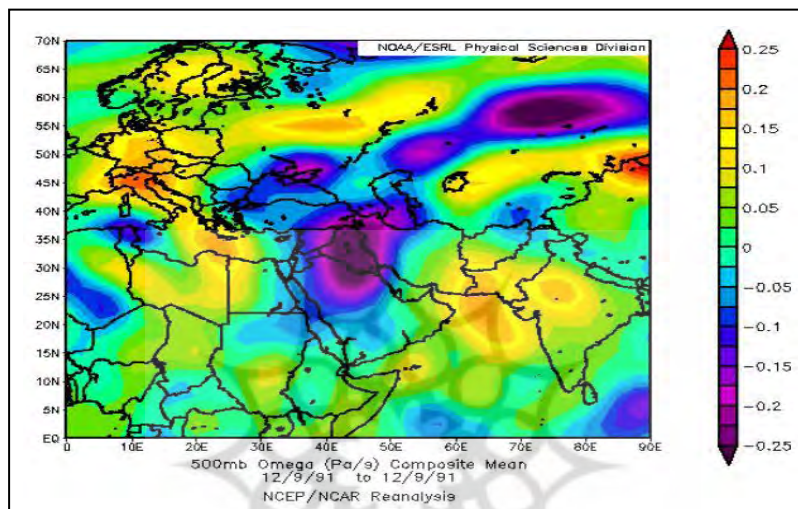 NOAA/ESRL Physical Sciences Division
70N
65N
60N
55N
50N
45N
40N
35N
30N
25N
20N
15N
10N
5N
EQ
0
10E
20E
30E
40E
50E
60E
70E
80E
90E
0.25
0.2
0.15
0.1
0.05
0
-0.05
-0.1
-0.15
-0.2
-0.25
500mb Omega (Pa/s) Composite Mean
12/9/91 to 12/9/91
NCEP/NCAR Reanalysis